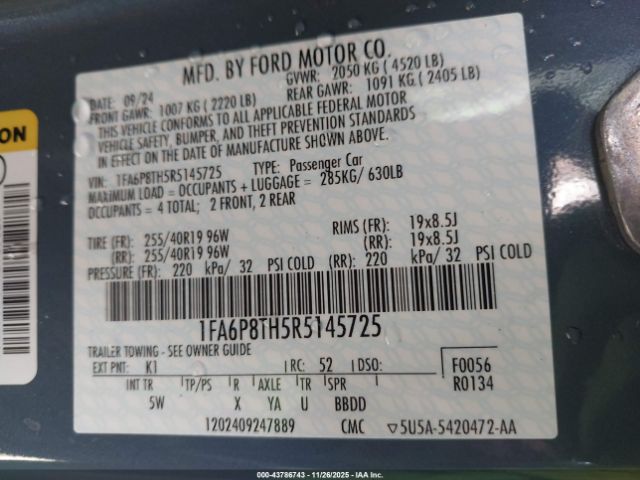 MFD. BY FORD MOTOR CO.
DATE: 09/24 GVWR: 2050 KG ( 4520 LB)
FRONT GAWR: 1007 KG ( 2220 LB) REAR GAWR: 1091 KG ( 2405 LB)
THIS VEHICLE CONFORMS TO ALL APPLICABLE FEDERAL MOTOR
VEHICLE SAFETY, BUMPER, AND THEFT PREVENTION STANDARDS
IN EFFECT ON THE DATE OF MANUFACTURE SHOWN ABOVE.
VIN: 1FA6P8TH5R5145725 TYPE: Passenger Car
MAXIMUM LOAD = OCCUPANTS + LUGGAGE = 285KG/ 630LB
OCCUPANTS = 4 TOTAL; 2 FRONT, 2 REAR
TIRE (FR): 255/40R19 96W RIMS (FR): 19x8.5J
(RR): 255/40R19 96W (RR): 19x8.5J
PRESSURE (FR): 220 kPa/ 32 PSI COLD (RR): 220 kPa/ 32 PSI COLD
1FA6P8TH5R5145725
TRAILER TOWING - SEE OWNER GUIDE
EXT PNT: K1 RC: 52 DSO: F0056
R0134
INT TR TP/PS R AXLE TR SPR
5W X YA U BBDD
1202409247889 CMC ▽5U5A-5420472-AA
ON
00-43786743 - 11/26/2025 - IAA Inc.